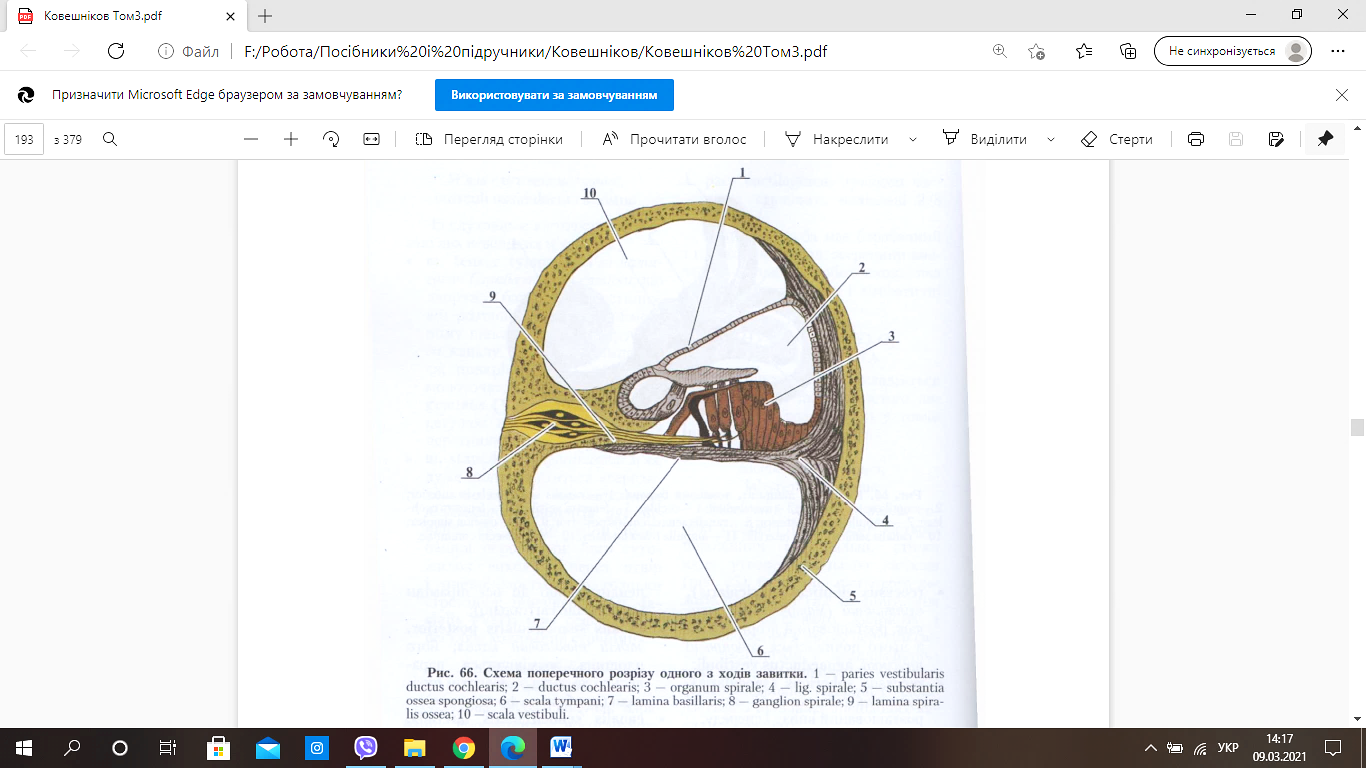 Ковешніков Том3.pdf
Файл
F:/Робота/Посібники%20і%20підручники/Ковешніков/Ковешніков%20Том3.pdf
Не синхронізується
Призначити Microsoft Edge браузером за замовчуванням?
Використовувати за замовчуванням
193 з 379
Перегляд сторінки
Прочитати вголос
Накреслити
Виділити
Стерти
1
10
2
9
3
8
4
5
7
6
Рис. 66. Схема поперечного розрізу одного з ходів завитки. 1 — paries vestibularis
ductus cochlearis; 2 — ductus cochlearis; 3 — organum spirale; 4 — lig. spirale; 5 — substantia
ossea spongiosa; 6 — scala tympani; 7 — lamina basillaris; 8 — ganglion spirale; 9 — lamina spira-
lis ossea; 10 — scala vestibuli.
УКР
14:17
09.03.2021